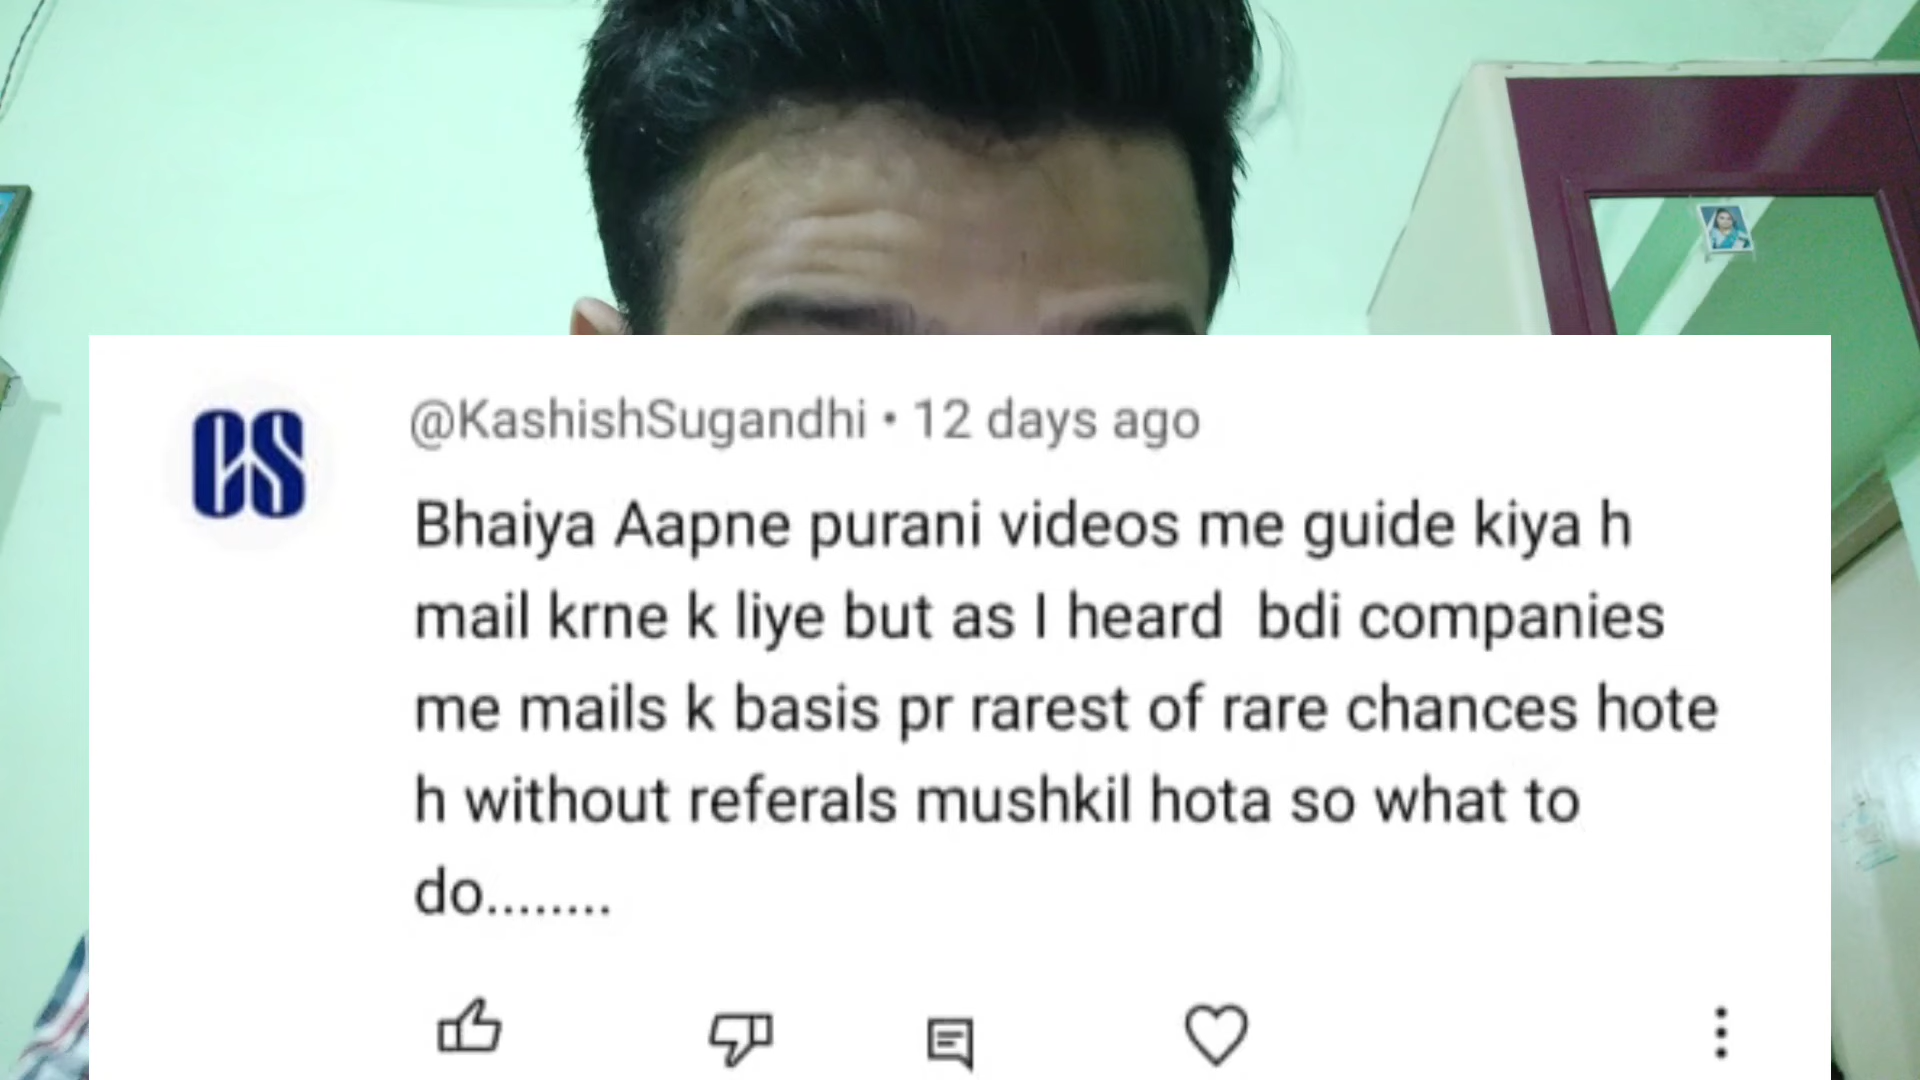 CS
@KashishSugandhi • 12 days ago
Bhaiya Aapne purani videos me guide kiya h
mail krne k liye but as I heard bdi companies
me mails k basis pr rarest of rare chances hote
h without referals mushkil hota so what to
do........